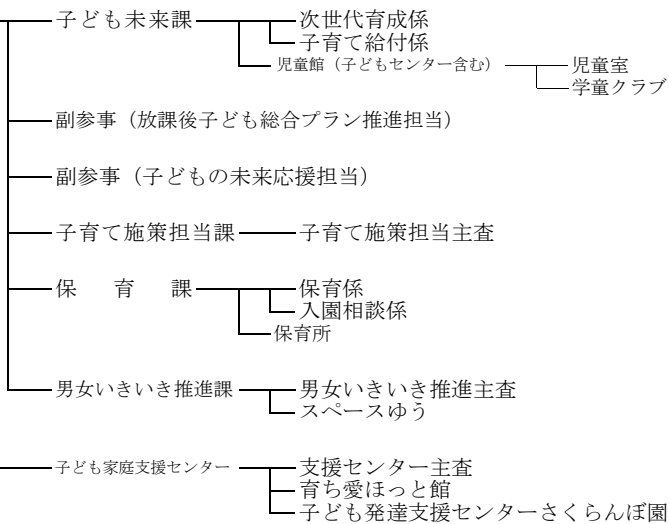 子ども未来課 次世代育成係
子育て給付係
児童館（子どもセンター含む） 児童室
学童クラブ
副参事（放課後子ども総合プラン推進担当）
副参事（子どもの未来応援担当）
子育て施策担当課 子育て施策担当主査
保育課 保育係
入園相談係
保育所
男女いきいき推進課 男女いきいき推進主査
スペースゆう
子ども家庭支援センター 支援センター主査
育ち愛ほっと館
子ども発達支援センターさくらんぼ園